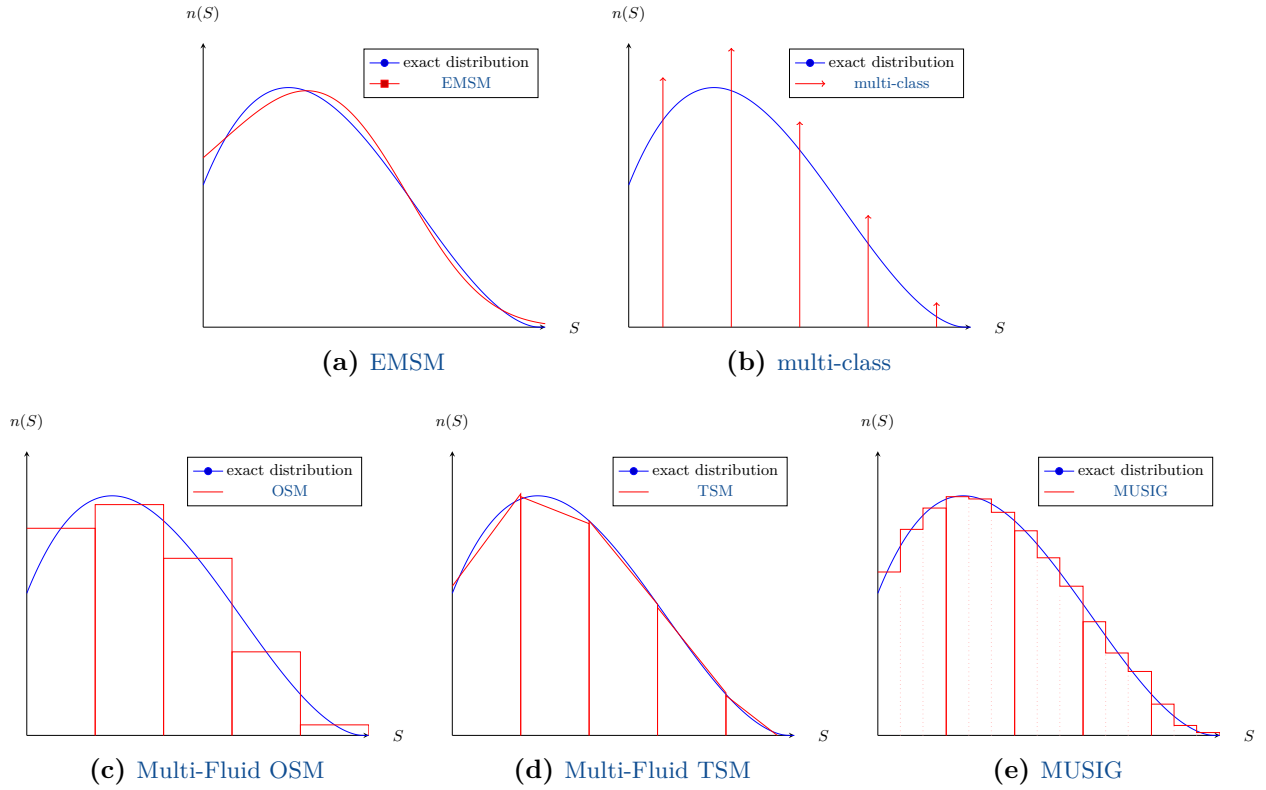 n(S)
exact distribution
EMSM
S
(a) EMSM
n(S)
exact distribution
multi-class
S
(b) multi-class
n(S)
exact distribution
OSM
S
(c) Multi-Fluid OSM
n(S)
exact distribution
TSM
S
(d) Multi-Fluid TSM
n(S)
exact distribution
MUSIG
S
(e) MUSIG